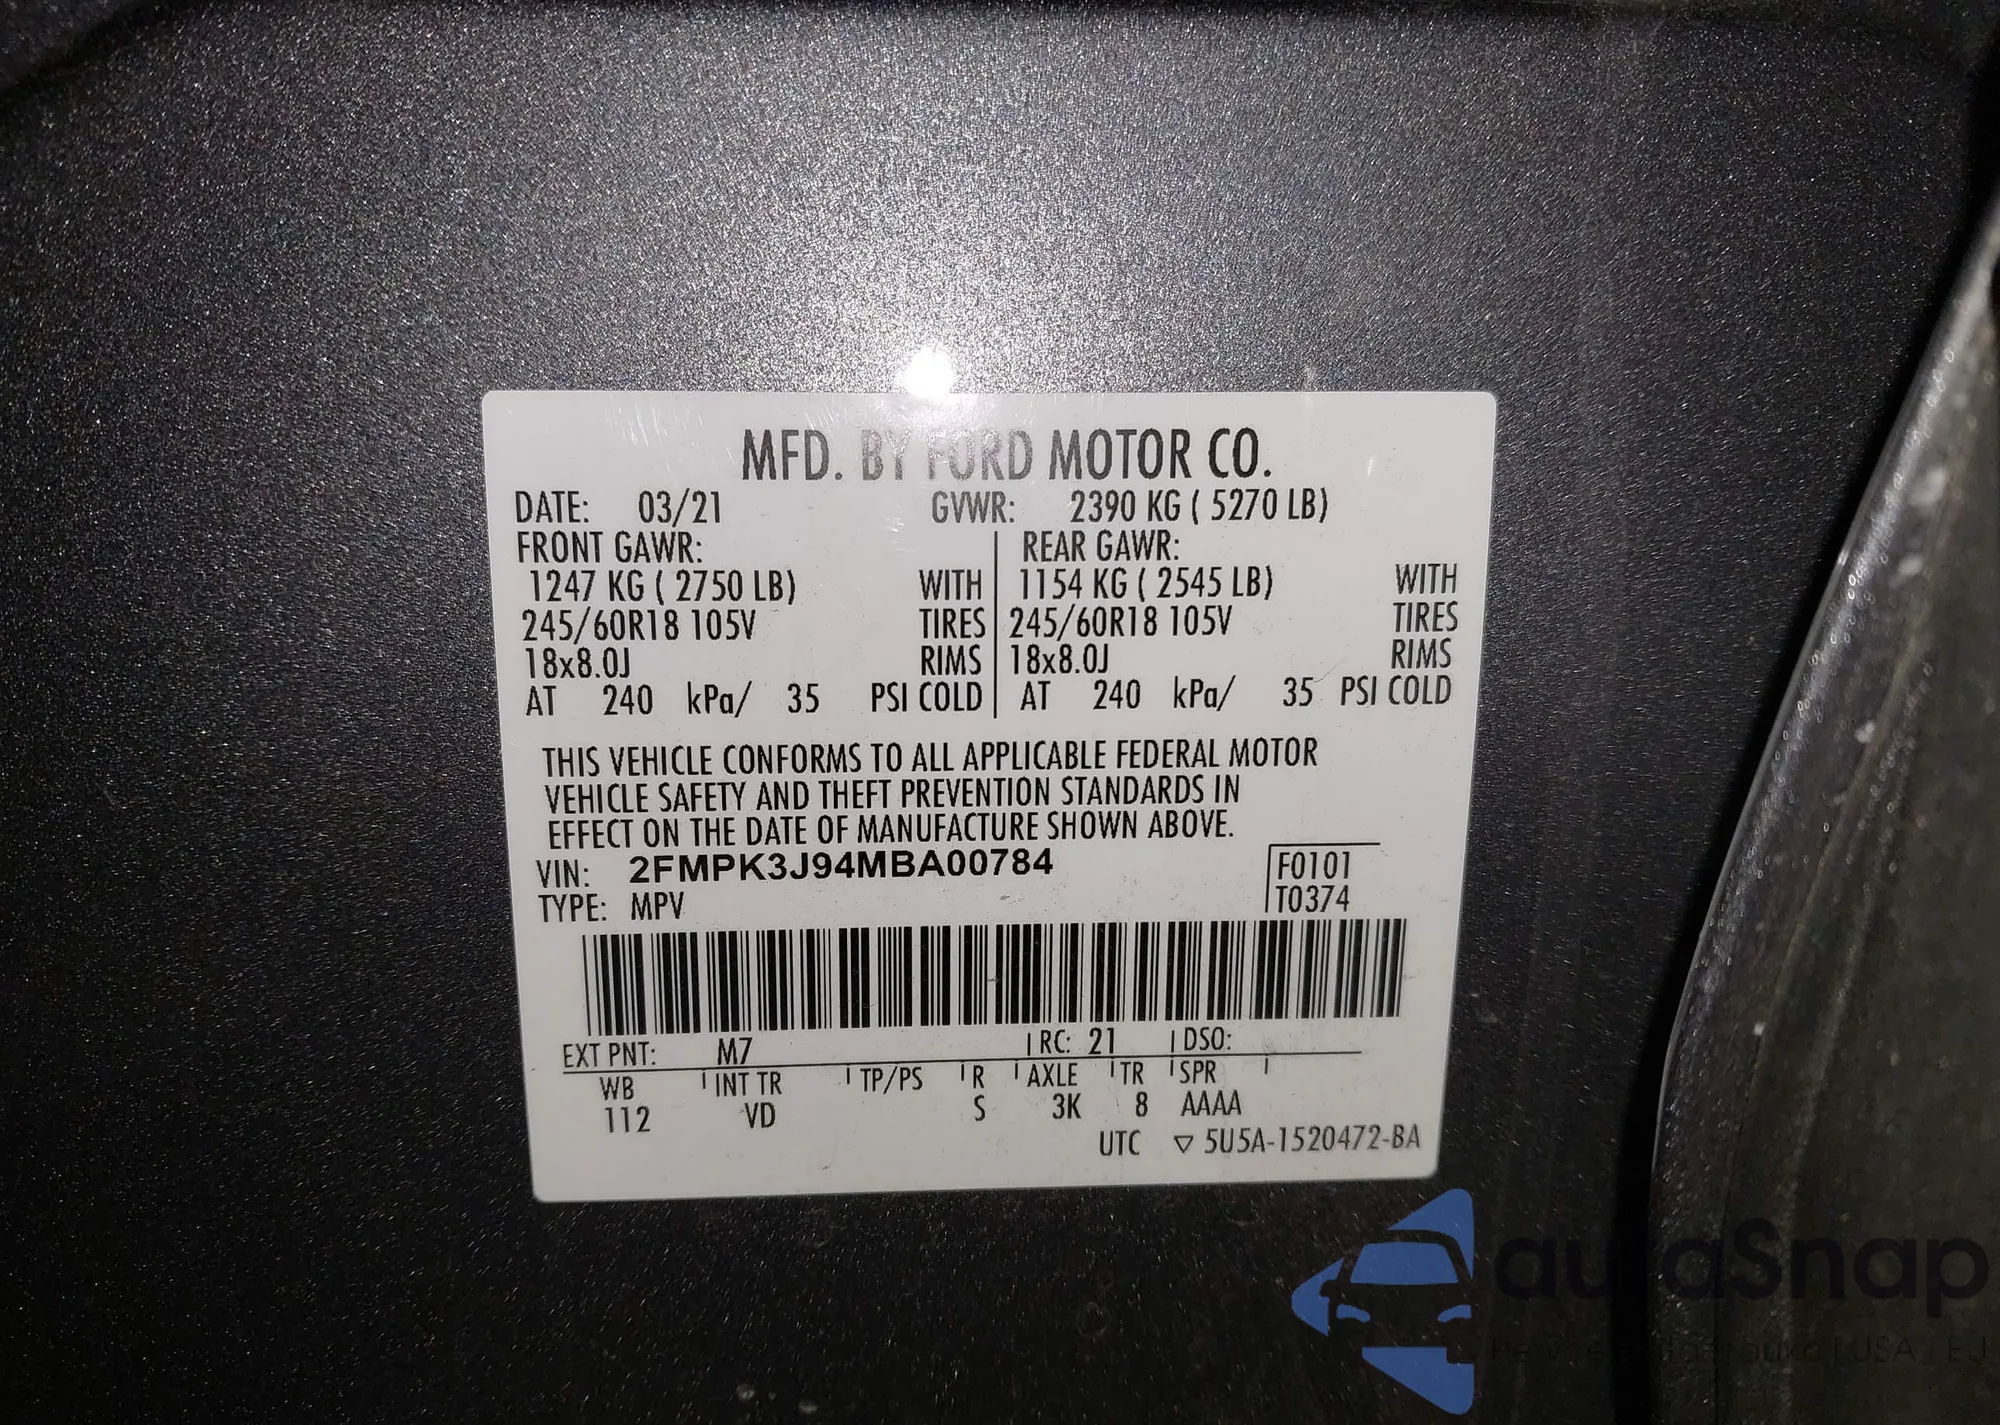 MFD. BY FORD MOTOR CO.
DATE: 03/21 GVWR: 2390 KG ( 5270 LB)
FRONT GAWR: REAR GAWR:
1247 KG ( 2750 LB) WITH 1154 KG ( 2545 LB) WITH
245/60R18 105V TIRES 245/60R18 105V TIRES
18x8.0J RIMS 18x8.0J RIMS
AT 240 kPa/ 35 PSI COLD AT 240 kPa/ 35 PSI COLD
THIS VEHICLE CONFORMS TO ALL APPLICABLE FEDERAL MOTOR
VEHICLE SAFETY AND THEFT PREVENTION STANDARDS IN
EFFECT ON THE DATE OF MANUFACTURE SHOWN ABOVE.
VIN: 2FMPK3J94MBA00784 F0101
TYPE: MPV T0374
EXT PNT: M7 RC: 21 DSO:
WB INT TR TP/PS R AXLE TR SPR
112 VD S 3K 8 AAAA
UTC ▽ 5U5A-1520472-BA
autoSnap
USA EU